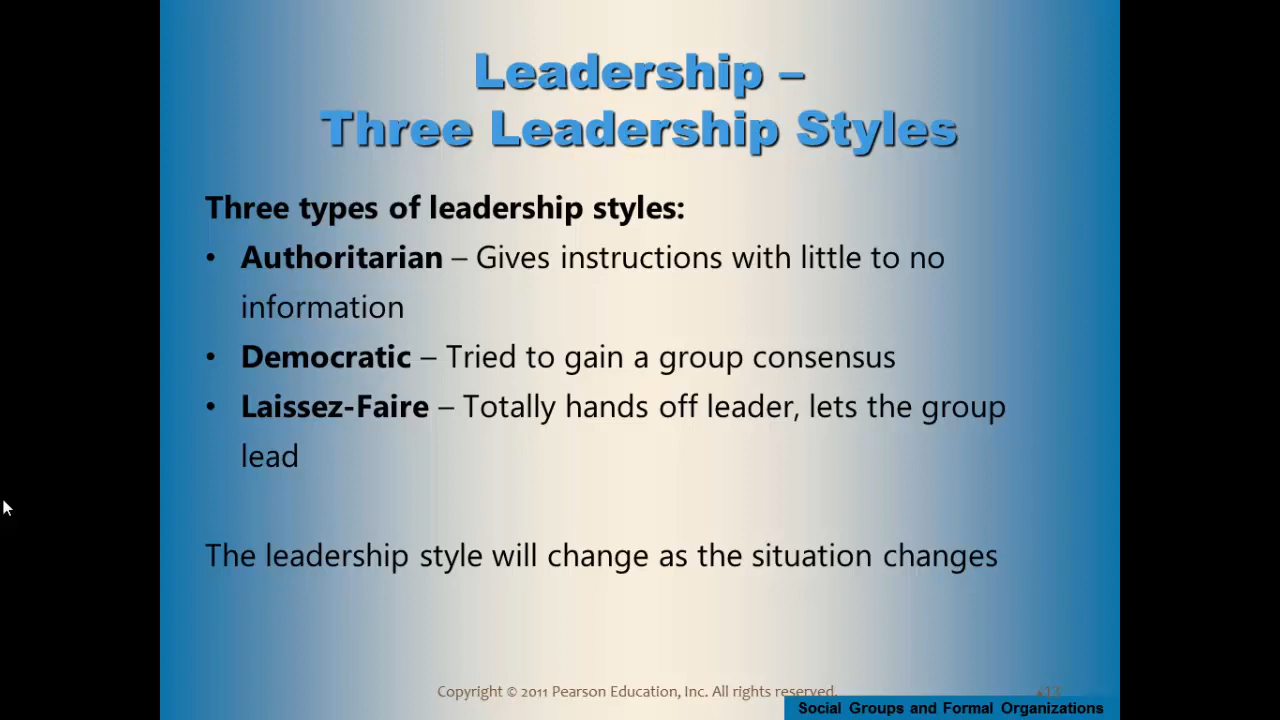 Leadership –
Three Leadership Styles
Three types of leadership styles:
• Authoritarian – Gives instructions with little to no
information
• Democratic – Tried to gain a group consensus
• Laissez-Faire – Totally hands off leader, lets the group
lead
The leadership style will change as the situation changes
Copyright © 2011 Pearson Education, Inc. All rights reserved.
13
Social Groups and Formal Organizations